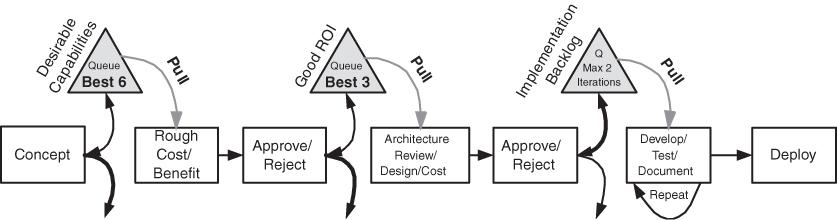 Desirable
Capabilities
Queue
Best 6
Pull
Good ROI
Queue
Best 3
Pull
Implementation
Backlog
Q
Max 2
Iterations
Pull
Concept
Rough
Cost/
Benefit
Approve/
Reject
Architecture
Review/
Design/Cost
Approve/
Reject
Develop/
Test/
Document
Repeat
Deploy